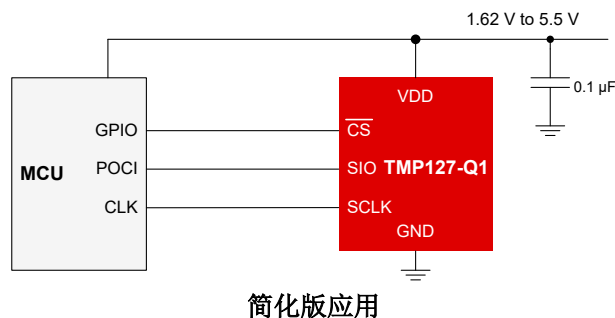 1.62 V to 5.5 V
0.1 µF
VDD
GPIO
CS
POCI
MCU
SIO
TMP127-Q1
CLK
SCLK
GND
简化版应用